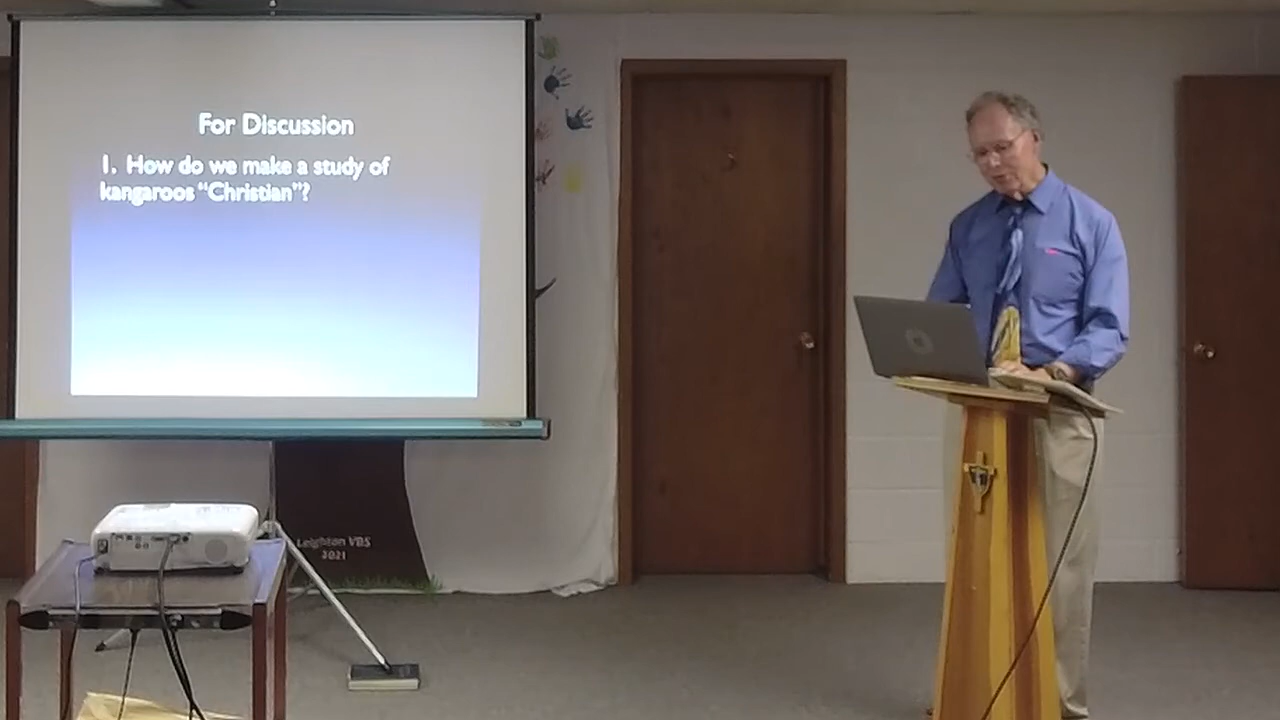 For Discussion
1. How do we make a study of
kangaroos “Christian”?
Leighton VBS
2021